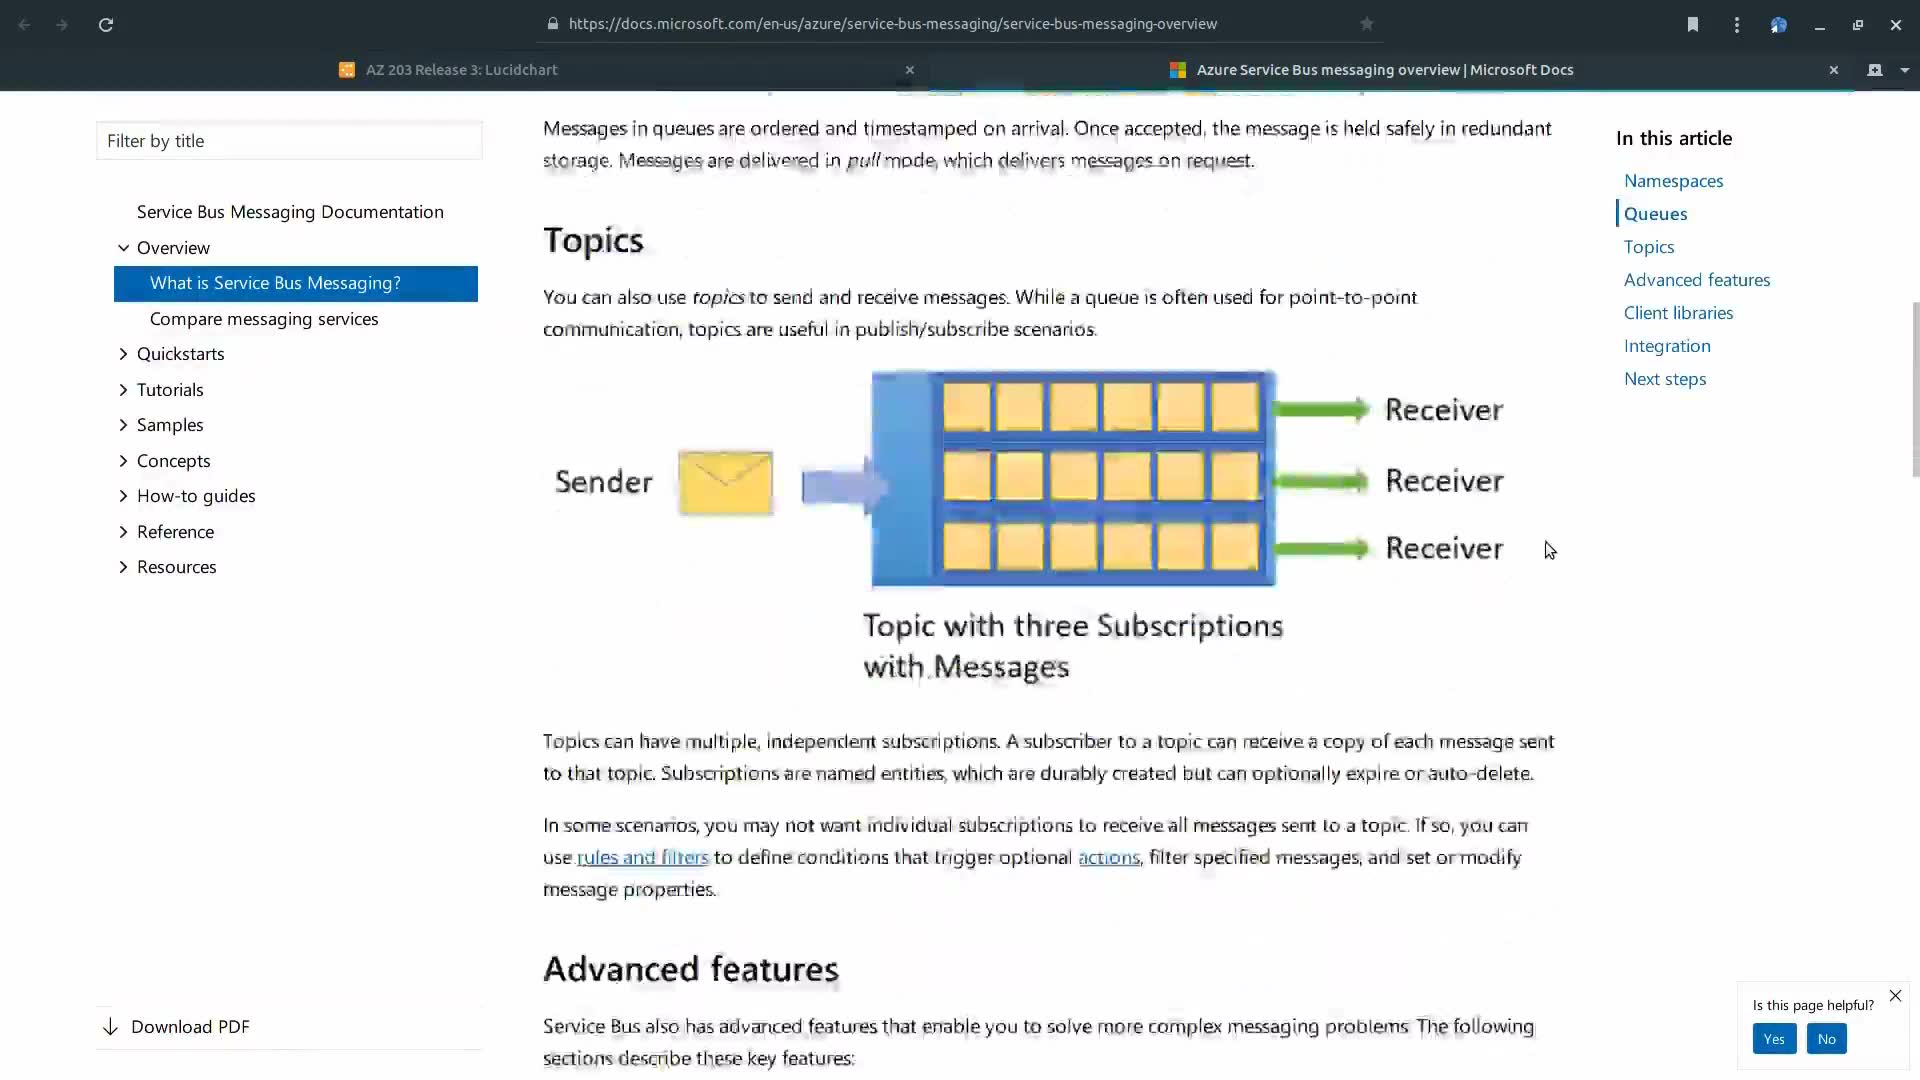 https://docs.microsoft.com/en-us/azure/service-bus-messaging/service-bus-messaging-overview
AZ 203 Release 3: Lucidchart
Azure Service Bus messaging overview | Microsoft Docs
Filter by title
Service Bus Messaging Documentation
Overview
What is Service Bus Messaging?
Compare messaging services
Quickstarts
Tutorials
Samples
Concepts
How-to guides
Reference
Resources
Download PDF
Messages in queues are ordered and timestamped on arrival. Once accepted, the message is held safely in redundant
storage. Messages are delivered in pull mode, which delivers messages on request.
Topics
You can also use topics to send and receive messages. While a queue is often used for point-to-point
communication, topics are useful in publish/subscribe scenarios.
Sender
Receiver
Receiver
Receiver
Topic with three Subscriptions
with Messages
Topics can have multiple, independent subscriptions. A subscriber to a topic can receive a copy of each message sent
to that topic. Subscriptions are named entities, which are durably created but can optionally expire or auto-delete.
In some scenarios, you may not want individual subscriptions to receive all messages sent to a topic. If so, you can
use rules and filters to define conditions that trigger optional actions, filter specified messages, and set or modify
message properties.
Advanced features
Service Bus also has advanced features that enable you to solve more complex messaging problems. The following
sections describe these key features:
In this article
Namespaces
Queues
Topics
Advanced features
Client libraries
Integration
Next steps
Is this page helpful?
Yes
No